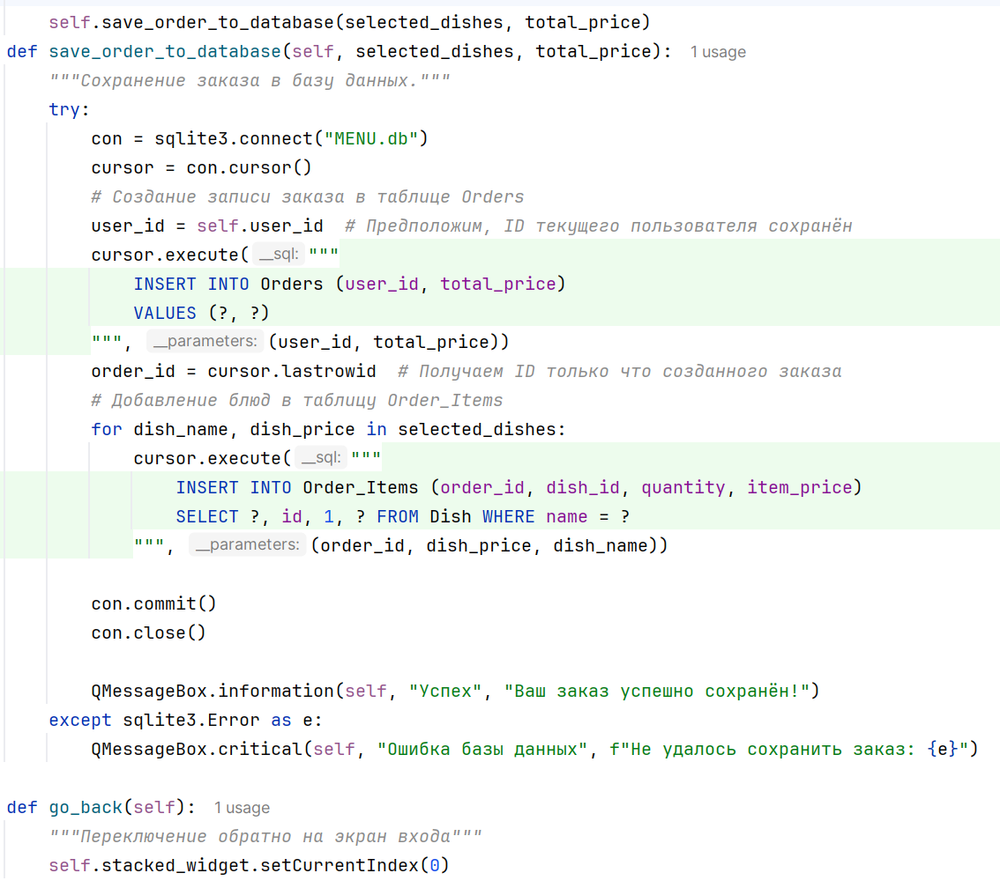 self.save_order_to_database(selected_dishes, total_price)
def save_order_to_database(self, selected_dishes, total_price): 1 usage
    """Сохранение заказа в базу данных."""
    try:
        con = sqlite3.connect("MENU.db")
        cursor = con.cursor()
        # Создание записи заказа в таблице Orders
        user_id = self.user_id  # Предположим, ID текущего пользователя сохранён
        cursor.execute( __sql: """
            INSERT INTO Orders (user_id, total_price)
            VALUES (?, ?)
        """, __parameters: (user_id, total_price))
        order_id = cursor.lastrowid  # Получаем ID только что созданного заказа
        # Добавление блюд в таблицу Order_Items
        for dish_name, dish_price in selected_dishes:
            cursor.execute( __sql: """
                INSERT INTO Order_Items (order_id, dish_id, quantity, item_price)
                SELECT ?, id, 1, ? FROM Dish WHERE name = ?
            """, __parameters: (order_id, dish_price, dish_name))
        con.commit()
        con.close()
        QMessageBox.information(self, "Успех", "Ваш заказ успешно сохранён!")
    except sqlite3.Error as e:
        QMessageBox.critical(self, "Ошибка базы данных", f"Не удалось сохранить заказ: {e}")
def go_back(self): 1 usage
    """Переключение обратно на экран входа"""
    self.stacked_widget.setCurrentIndex(0)